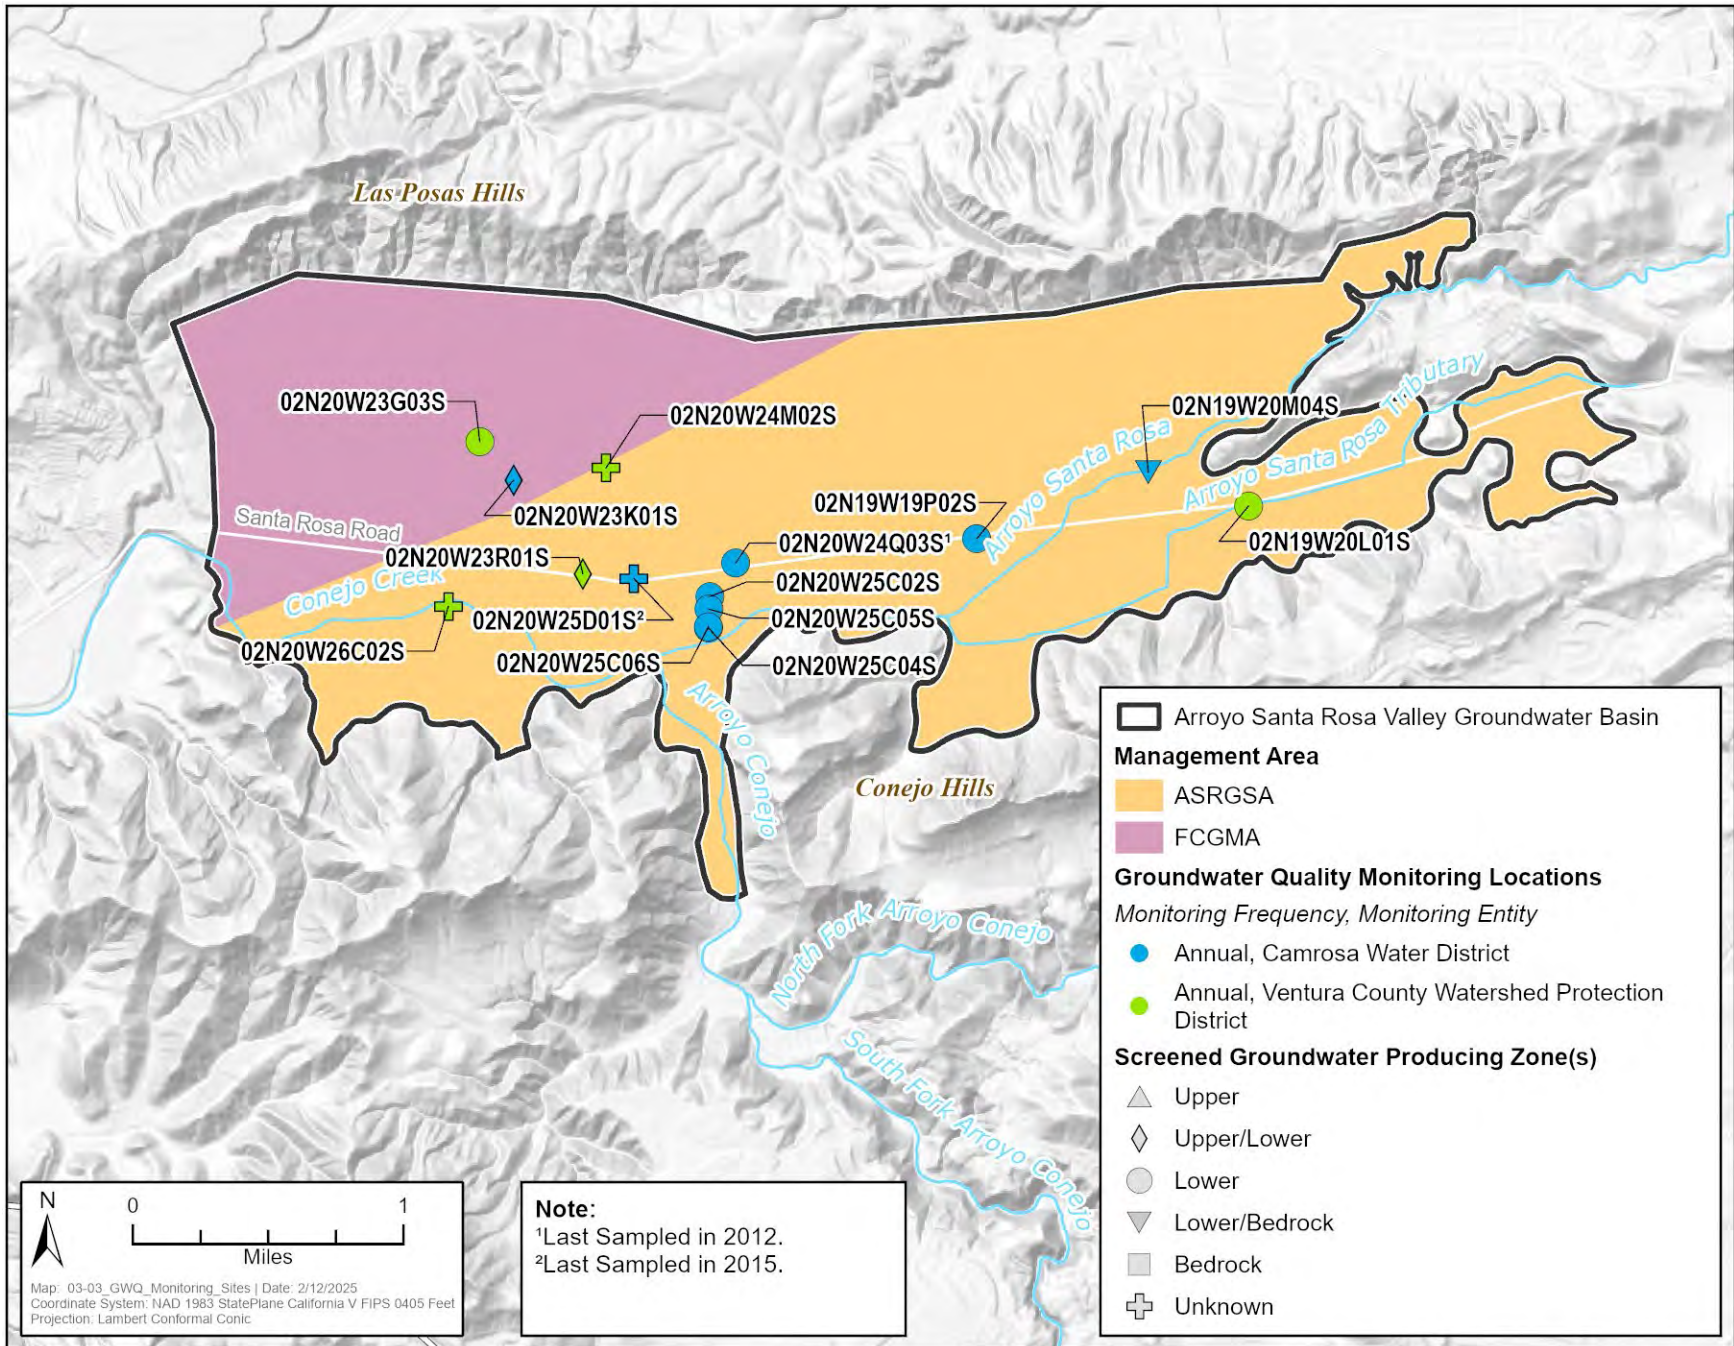 Las Posas Hills
02N20W23G03S
02N20W24M02S
02N19W20M04S
Arroyo Santa Rosa Tributary
Arroyo Santa Rosa
02N20W23K01S
02N19W19P02S
Santa Rosa Road
02N20W23R01S
02N20W24Q03S¹
02N19W20L01S
Conejo Creek
02N20W25C02S
02N20W25D01S²
02N20W25C05S
02N20W26C02S
02N20W25C06S
02N20W25C04S
Arroyo Conejo
Conejo Hills
North Fork Arroyo Conejo
South Fork Arroyo Conejo
Arroyo Santa Rosa Valley Groundwater Basin
Management Area
ASRGSA
FCGMA
Groundwater Quality Monitoring Locations
Monitoring Frequency, Monitoring Entity
Annual, Camrosa Water District
Annual, Ventura County Watershed Protection
District
Screened Groundwater Producing Zone(s)
Upper
Upper/Lower
Lower
Lower/Bedrock
Bedrock
Unknown
N
0 1
Miles
Map: 03-03_GWQ_Monitoring_Sites | Date: 2/12/2025
Coordinate System: NAD 1983 StatePlane California V FIPS 0405 Feet
Projection: Lambert Conformal Conic
Note:
¹Last Sampled in 2012.
²Last Sampled in 2015.